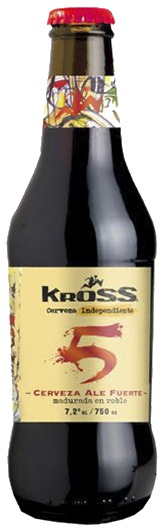 KROSS
Cerveza Independiente
5
– CERVEZA ALE FUERTE –
madurada en roble
7,2° GL / 750 cc